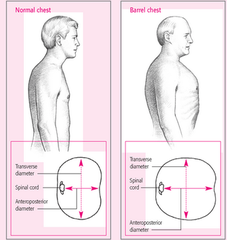 Normal chest
Transverse
diameter
Spinal cord
Anteroposterior
diameter
Barrel chest
Transverse
diameter
Spinal
cord
Anteroposterior
diameter